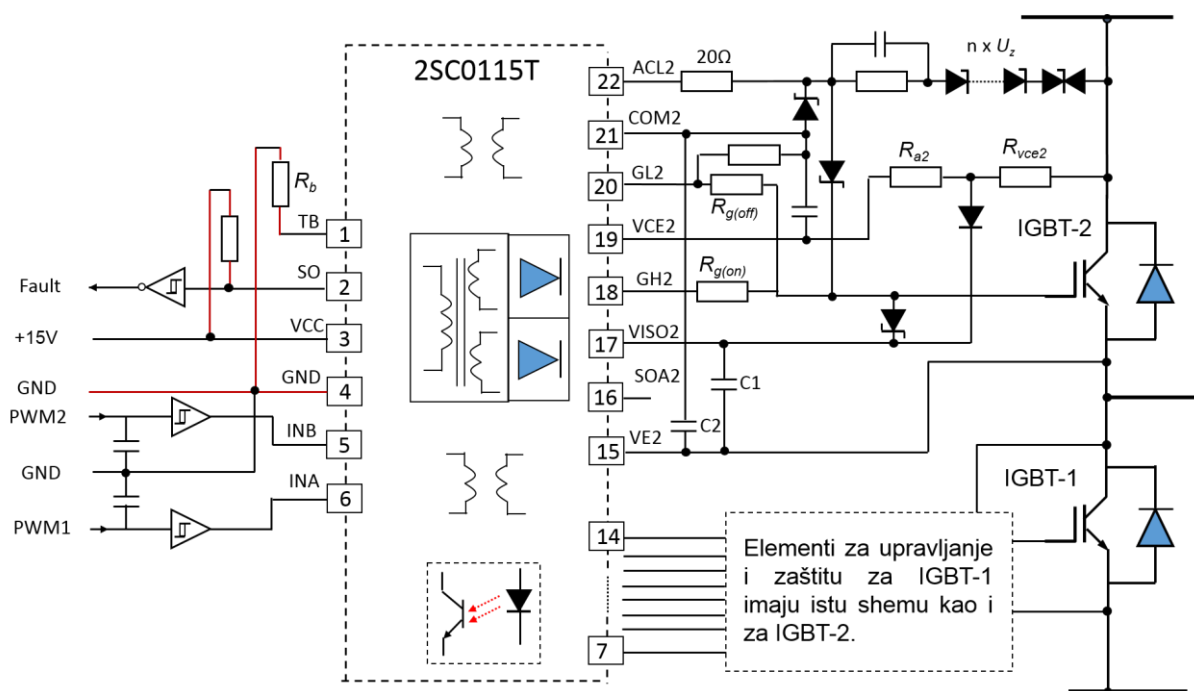 2SC0115T
22
ACL2
20Ω
n x Uz
21
COM2
20
GL2
Rg(off)
Ra2
Rvce2
19
VCE2
IGBT-2
18
GH2
Rg(on)
17
VISO2
16
SOA2
C1
15
VE2
C2
Rb
TB
1
Fault
SO
2
+15V
VCC
3
GND
GND
4
PWM2
INB
5
GND
INA
6
PWM1
14
7
IGBT-1
Elementi za upravljanje
i zaštitu za IGBT-1
imaju istu shemu kao i
za IGBT-2.